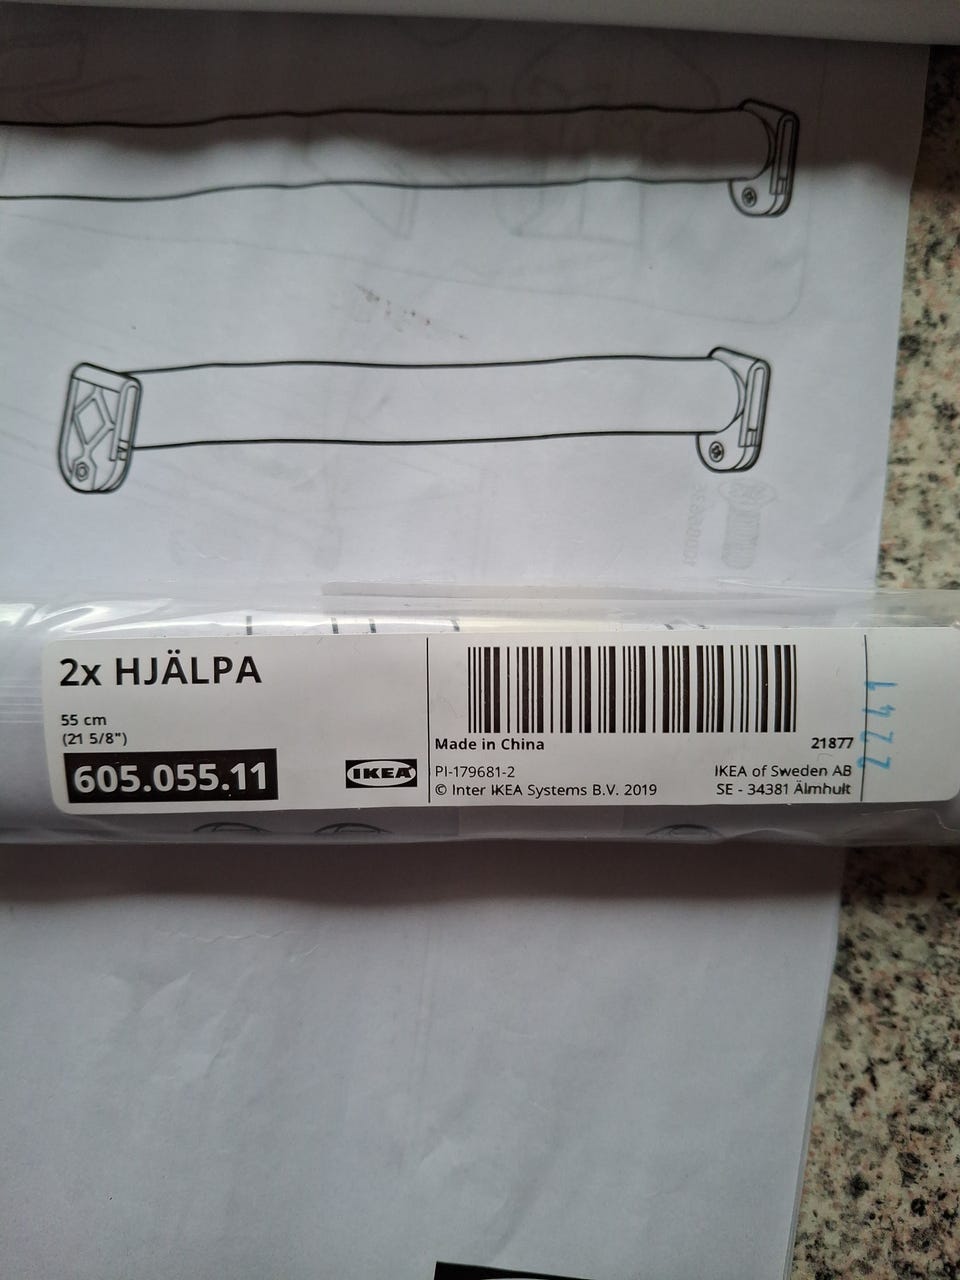 2x HJÄLPA
55 cm
(21 5/8")
605.055.11
IKEA
Made in China
21877
PI-179681-2
IKEA of Sweden AB
© Inter IKEA Systems B.V. 2019
SE - 34381 Älmhult
2241